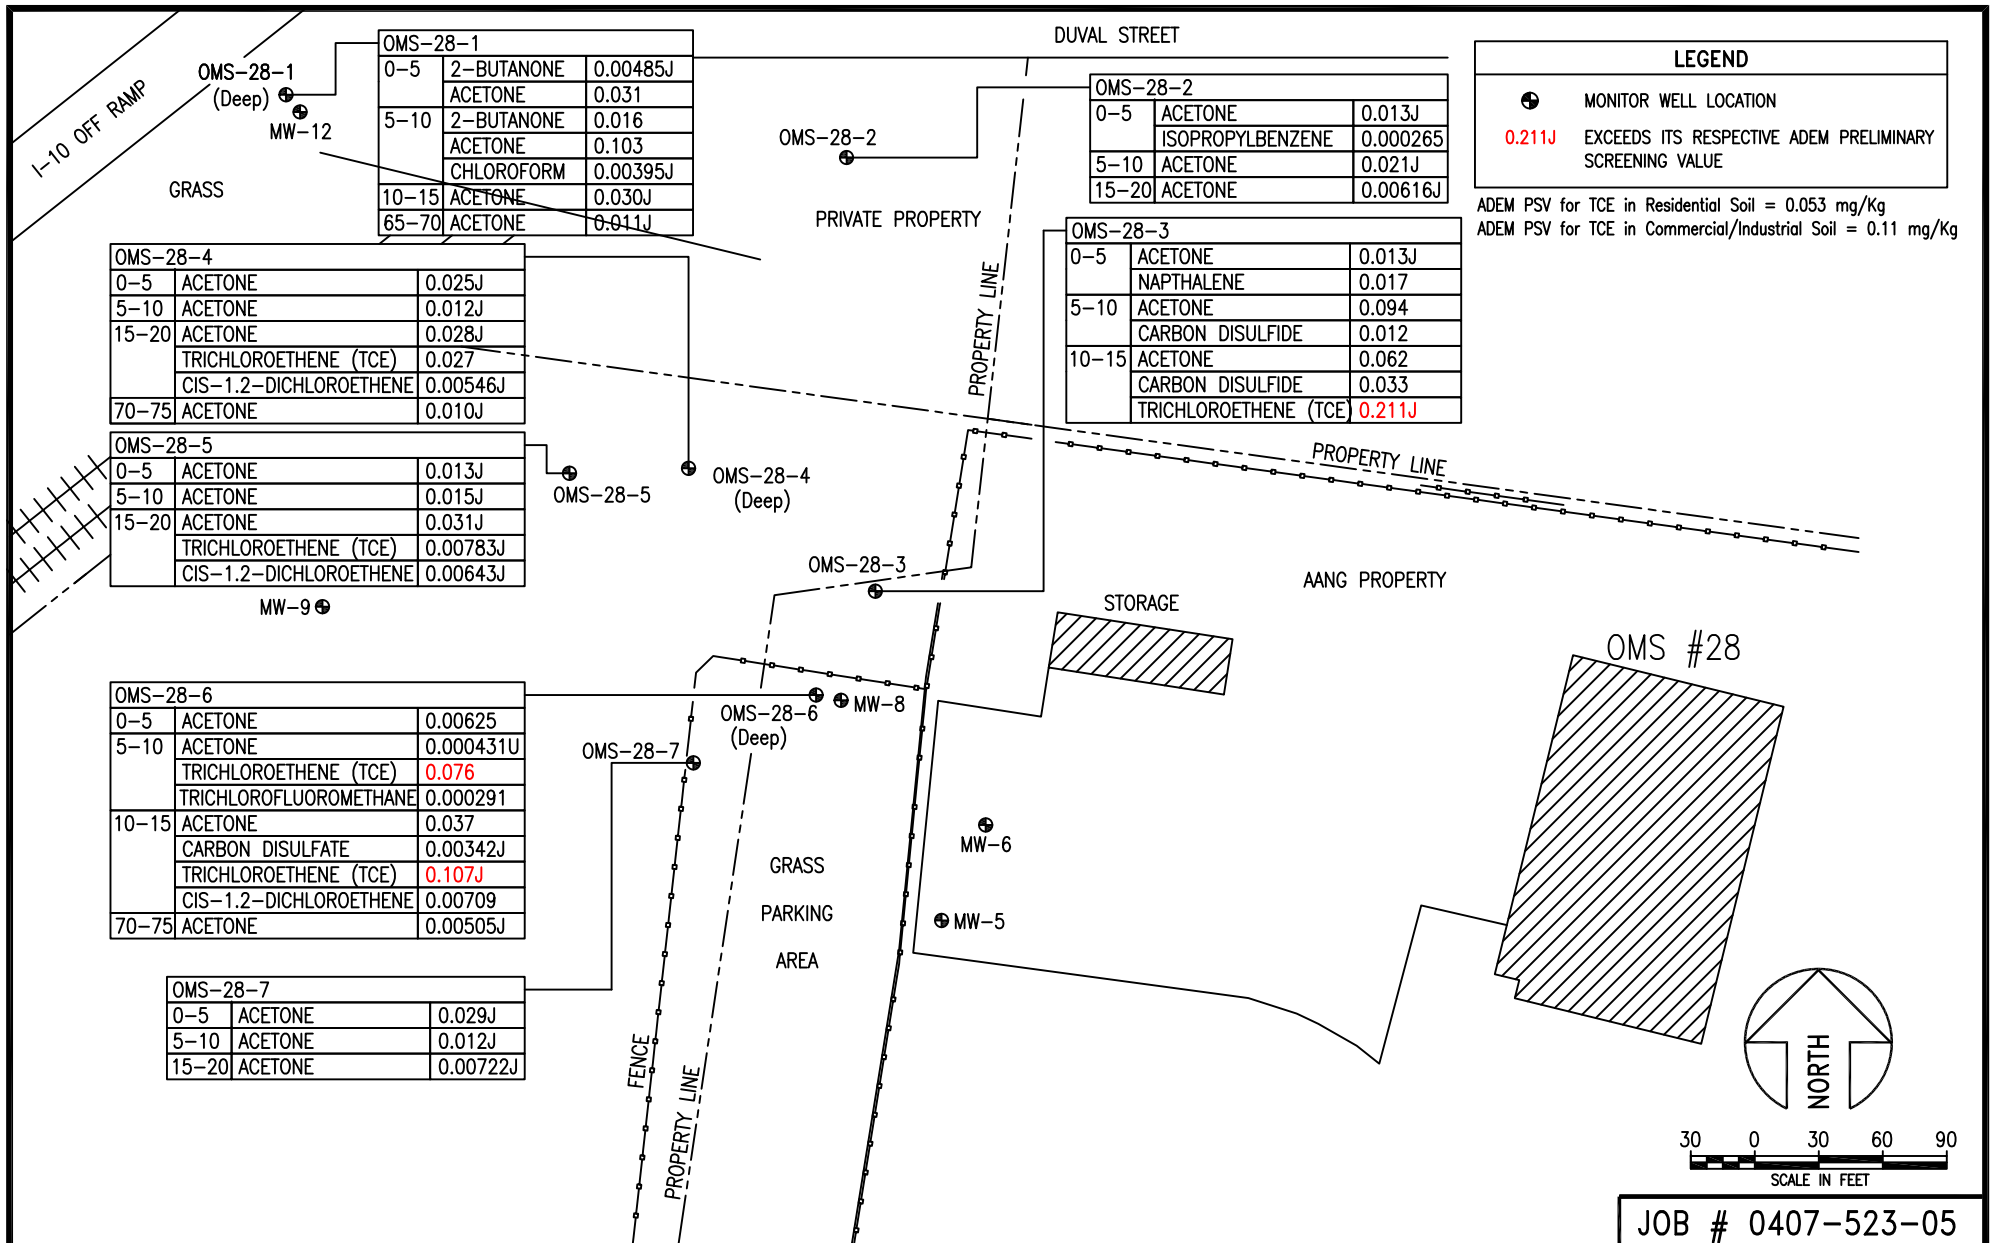 DUVAL STREET
I-10 OFF RAMP
OMS-28-1
(Deep)
MW-12
GRASS
OMS-28-1
0-5 2-BUTANONE 0.00485J
ACETONE 0.031
5-10 2-BUTANONE 0.016
ACETONE 0.103
CHLOROFORM 0.00395J
10-15 ACETONE 0.030J
65-70 ACETONE 0.011J
OMS-28-2
PRIVATE PROPERTY
OMS-28-2
0-5 ACETONE 0.013J
ISOPROPYLBENZENE 0.000265
5-10 ACETONE 0.021J
15-20 ACETONE 0.00616J
LEGEND
MONITOR WELL LOCATION
0.211J EXCEEDS ITS RESPECTIVE ADEM PRELIMINARY
SCREENING VALUE
ADEM PSV for TCE in Residential Soil = 0.053 mg/Kg
ADEM PSV for TCE in Commercial/Industrial Soil = 0.11 mg/Kg
OMS-28-3
0-5 ACETONE 0.013J
NAPTHALENE 0.017
5-10 ACETONE 0.094
CARBON DISULFIDE 0.012
10-15 ACETONE 0.062
CARBON DISULFIDE 0.033
TRICHLOROETHENE (TCE) 0.211J
OMS-28-4
0-5 ACETONE 0.025J
5-10 ACETONE 0.012J
15-20 ACETONE 0.028J
TRICHLOROETHENE (TCE) 0.027
CIS-1.2-DICHLOROETHENE 0.00546J
70-75 ACETONE 0.010J
PROPERTY LINE
PROPERTY LINE
OMS-28-5
0-5 ACETONE 0.013J
5-10 ACETONE 0.015J
15-20 ACETONE 0.031J
TRICHLOROETHENE (TCE) 0.00783J
CIS-1.2-DICHLOROETHENE 0.00643J
OMS-28-5
OMS-28-4
(Deep)
OMS-28-3
AANG PROPERTY
STORAGE
MW-9
OMS #28
OMS-28-6
0-5 ACETONE 0.00625
5-10 ACETONE 0.000431U
TRICHLOROETHENE (TCE) 0.076
TRICHLOROFLUOROMETHANE 0.000291
10-15 ACETONE 0.037
CARBON DISULFATE 0.00342J
TRICHLOROETHENE (TCE) 0.107J
CIS-1.2-DICHLOROETHENE 0.00709
70-75 ACETONE 0.00505J
MW-8
OMS-28-6
(Deep)
OMS-28-7
MW-6
MW-5
GRASS
PARKING
AREA
OMS-28-7
0-5 ACETONE 0.029J
5-10 ACETONE 0.012J
15-20 ACETONE 0.00722J
FENCE
PROPERTY LINE
NORTH
30 0 30 60 90
SCALE IN FEET
JOB # 0407-523-05